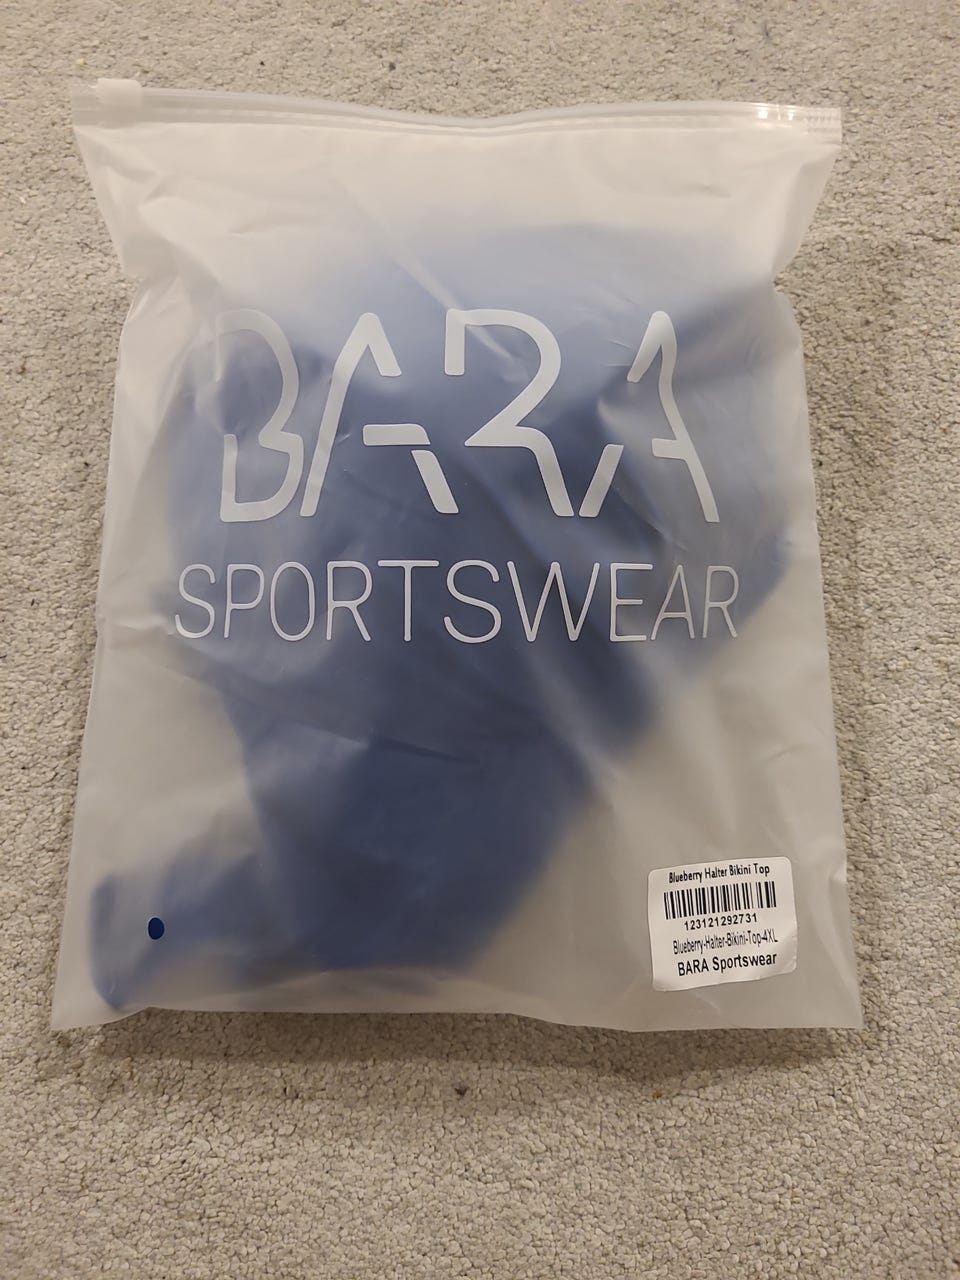 BARA
SPORTSWEAR
Blueberry Halter Bikini Top
123121292731
Blueberry-Halter-Bikini-Top-4XL
BARA Sportswear